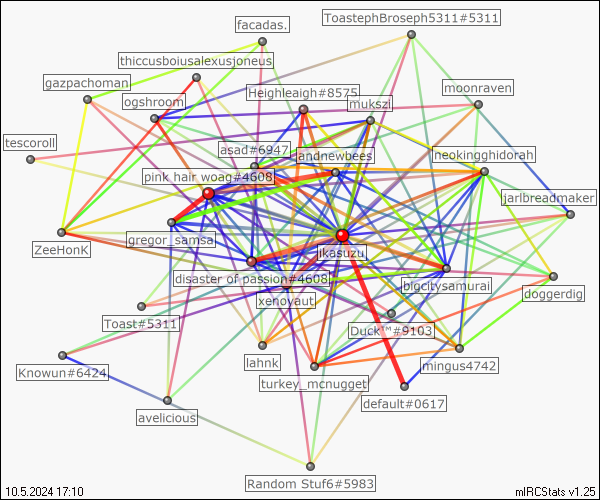 facadas.
ToastephBroseph5311#5311
thiccusboiusalexusjoneus
gazpachoman
Heighleaigh#8575
moonraven
ogshroom
mukszi
tescoroll
asad#6947
andnewbees
neokingghidorah
pink hair woag#4608
jarlbreadmaker
ZeeHonK
gregor_samsa
ikasuzu
disaster of passion#4608
bigcitysamurai
doggerdig
xenoyaut
Toast#5311
Duck™#9103
lahnk
mingus4742
Knowun#6424
turkey_mcnugget
default#0617
avelicious
Random Stuf6#5983
10.5.2024 17:10
mIRCStats v1.25